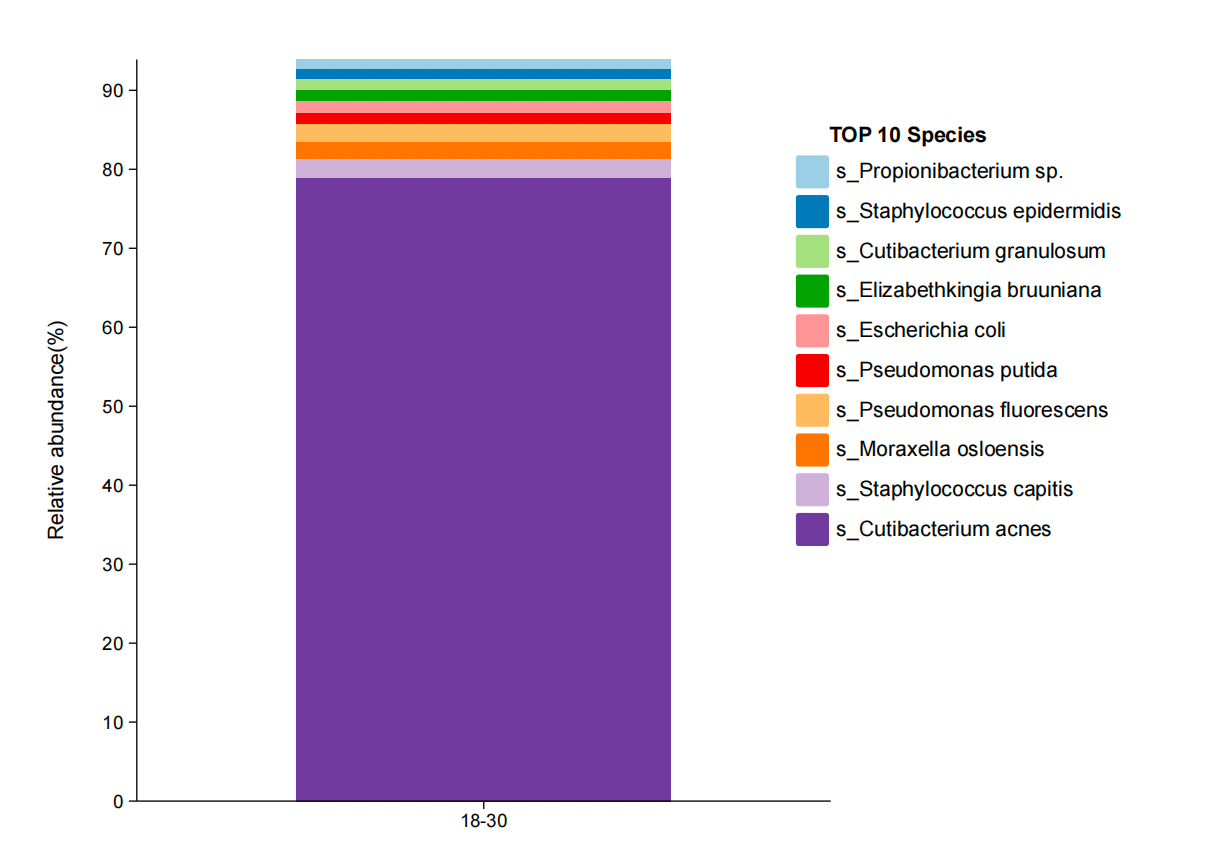 90
80
70
60
50
40
30
20
10
0
Relative abundance(%)
18-30
TOP 10 Species
s_Propionibacterium sp.
s_Staphylococcus epidermidis
s_Cutibacterium granulosum
s_Elizabethkingia bruuniana
s_Escherichia coli
s_Pseudomonas putida
s_Pseudomonas fluorescens
s_Moraxella osloensis
s_Staphylococcus capitis
s_Cutibacterium acnes